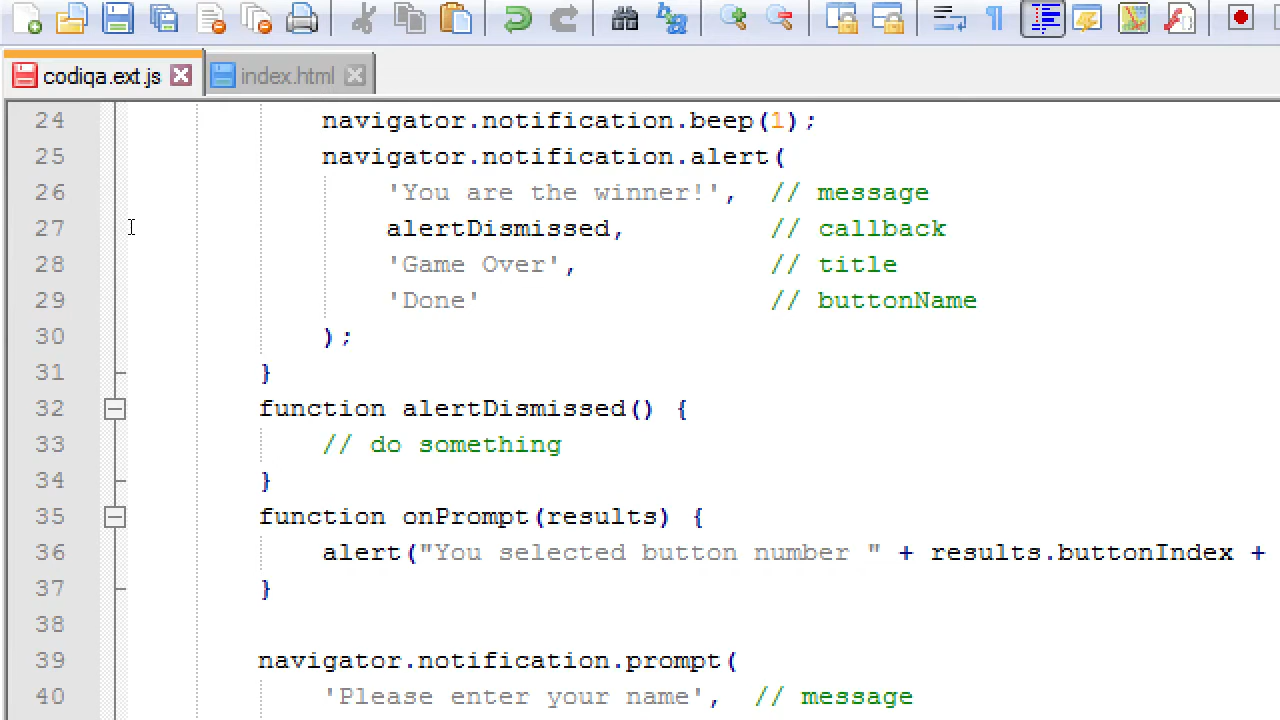 codiqa.ext.js index.html
24 navigator.notification.beep(1);
25 navigator.notification.alert(
26 'You are the winner!', // message
27 alertDismissed, // callback
28 'Game Over', // title
29 'Done' // buttonName
30 );
31 }
32 function alertDismissed() {
33 // do something
34 }
35 function onPrompt(results) {
36 alert("You selected button number " + results.buttonIndex +
37 }
38
39 navigator.notification.prompt(
40 'Please enter your name', // message